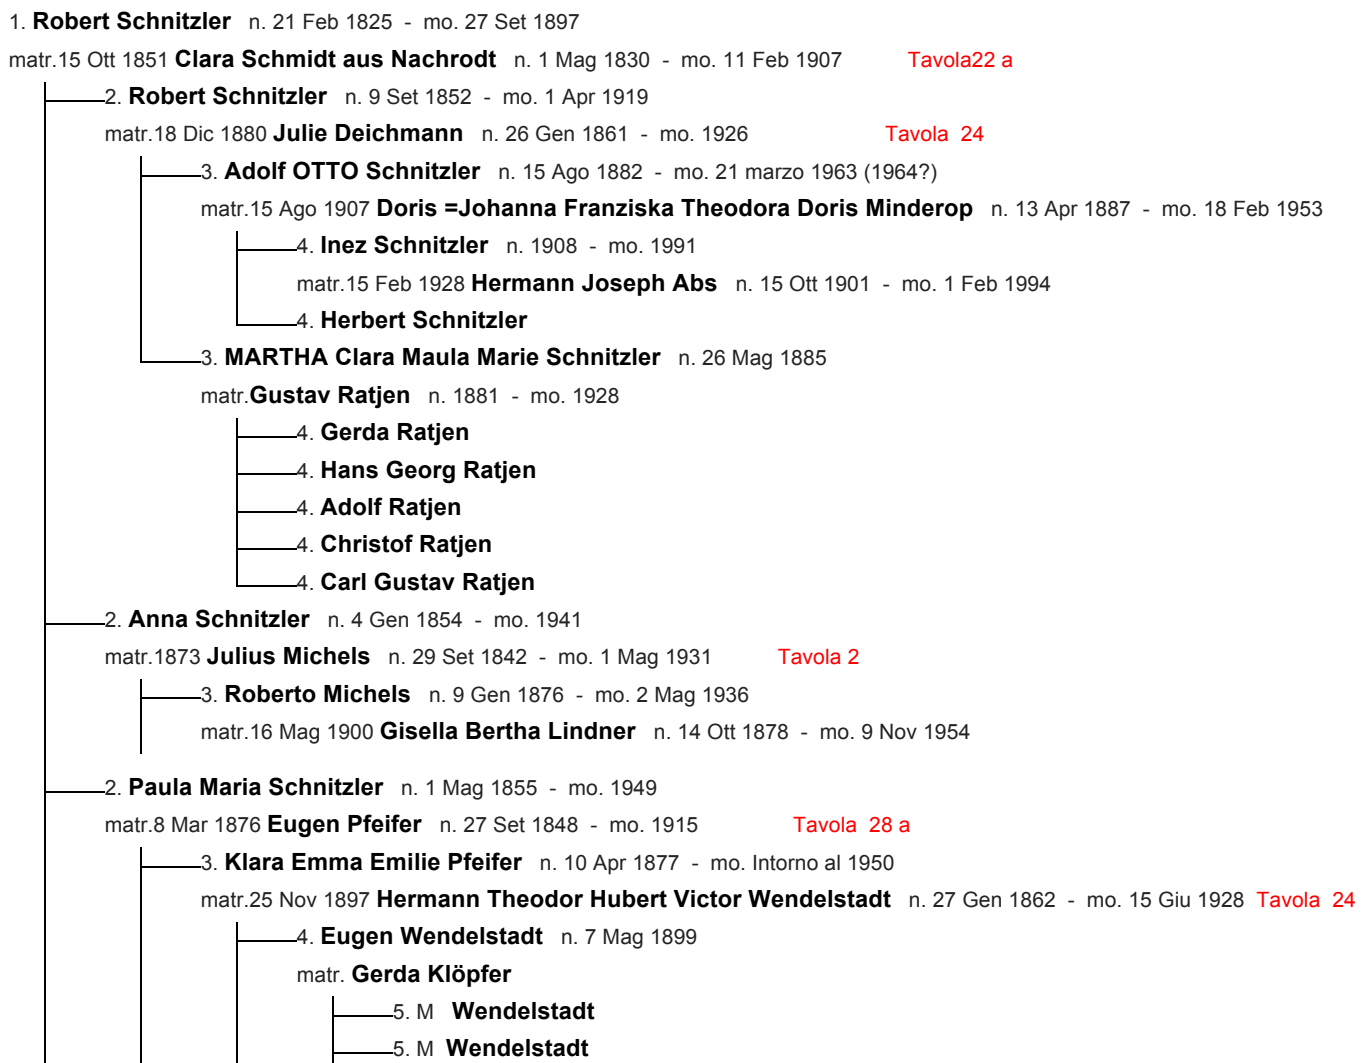 1. Robert Schnitzler n. 21 Feb 1825 - mo. 27 Set 1897
matr.15 Ott 1851 Clara Schmidt aus Nachrodt n. 1 Mag 1830 - mo. 11 Feb 1907 Tavola22 a
2. Robert Schnitzler n. 9 Set 1852 - mo. 1 Apr 1919
matr.18 Dic 1880 Julie Deichmann n. 26 Gen 1861 - mo. 1926 Tavola 24
3. Adolf OTTO Schnitzler n. 15 Ago 1882 - mo. 21 marzo 1963 (1964?)
matr.15 Ago 1907 Doris =Johanna Franziska Theodora Doris Minderop n. 13 Apr 1887 - mo. 18 Feb 1953
4. Inez Schnitzler n. 1908 - mo. 1991
matr.15 Feb 1928 Hermann Joseph Abs n. 15 Ott 1901 - mo. 1 Feb 1994
4. Herbert Schnitzler
3. MARTHA Clara Maula Marie Schnitzler n. 26 Mag 1885
matr.Gustav Ratjen n. 1881 - mo. 1928
4. Gerda Ratjen
4. Hans Georg Ratjen
4. Adolf Ratjen
4. Christof Ratjen
4. Carl Gustav Ratjen
2. Anna Schnitzler n. 4 Gen 1854 - mo. 1941
matr.1873 Julius Michels n. 29 Set 1842 - mo. 1 Mag 1931 Tavola 2
3. Roberto Michels n. 9 Gen 1876 - mo. 2 Mag 1936
matr.16 Mag 1900 Gisella Bertha Lindner n. 14 Ott 1878 - mo. 9 Nov 1954
2. Paula Maria Schnitzler n. 1 Mag 1855 - mo. 1949
matr.8 Mar 1876 Eugen Pfeifer n. 27 Set 1848 - mo. 1915 Tavola 28 a
3. Klara Emma Emilie Pfeifer n. 10 Apr 1877 - mo. Intorno al 1950
matr.25 Nov 1897 Hermann Theodor Hubert Victor Wendelstadt n. 27 Gen 1862 - mo. 15 Giu 1928 Tavola 24
4. Eugen Wendelstadt n. 7 Mag 1899
matr. Gerda Klöpfer
5. M Wendelstadt
5. M Wendelstadt